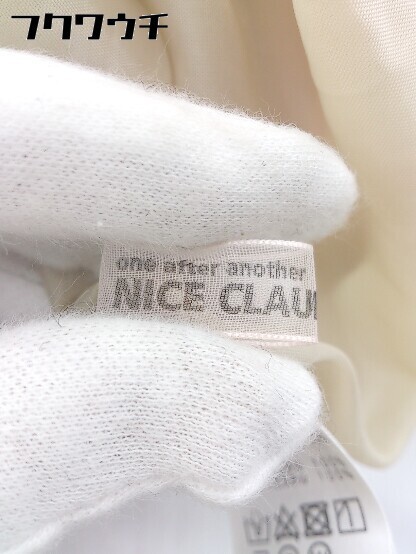 フクワウチ
one after another
NICE CLAU